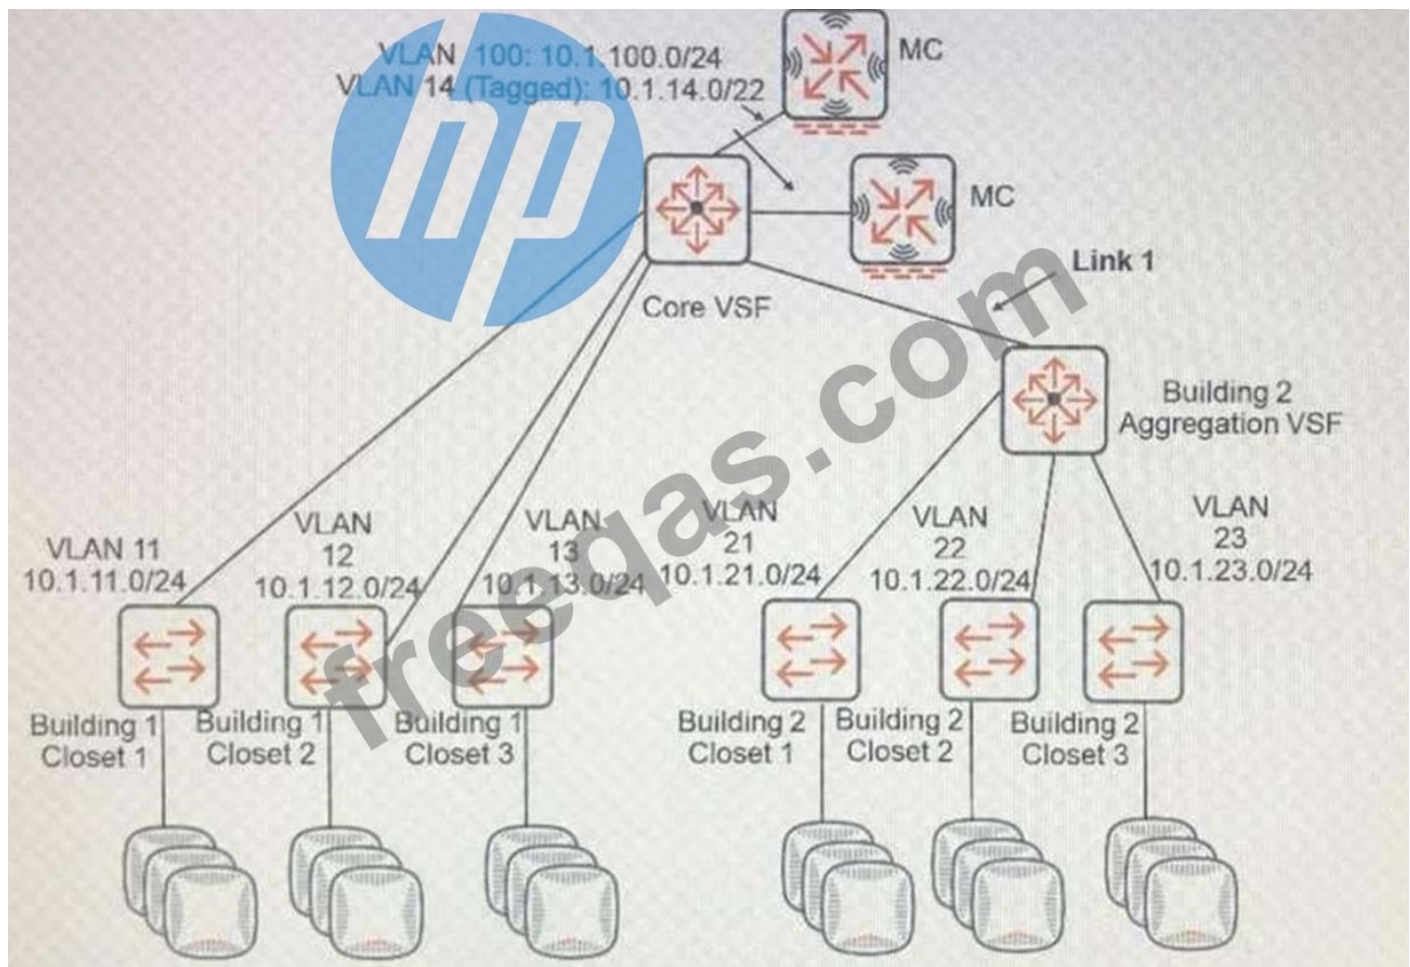 VLAN 100: 10.1.100.0/24
VLAN 14 (Tagged): 10.1.14.0/22
MC
MC
hp
Link 1
Core VSF
Building 2
Aggregation VSF
VLAN 11
10.1.11.0/24
VLAN
12
10.1.12.0/24
VLAN
13
10.1.13.0/24
VLAN
21
10.1.21.0/24
VLAN
22
10.1.22.0/24
VLAN
23
10.1.23.0/24
Building 1
Closet 1
Building 1
Closet 2
Building 1
Closet 3
Building 2
Closet 1
Building 2
Closet 2
Building 2
Closet 3
freeqas.com